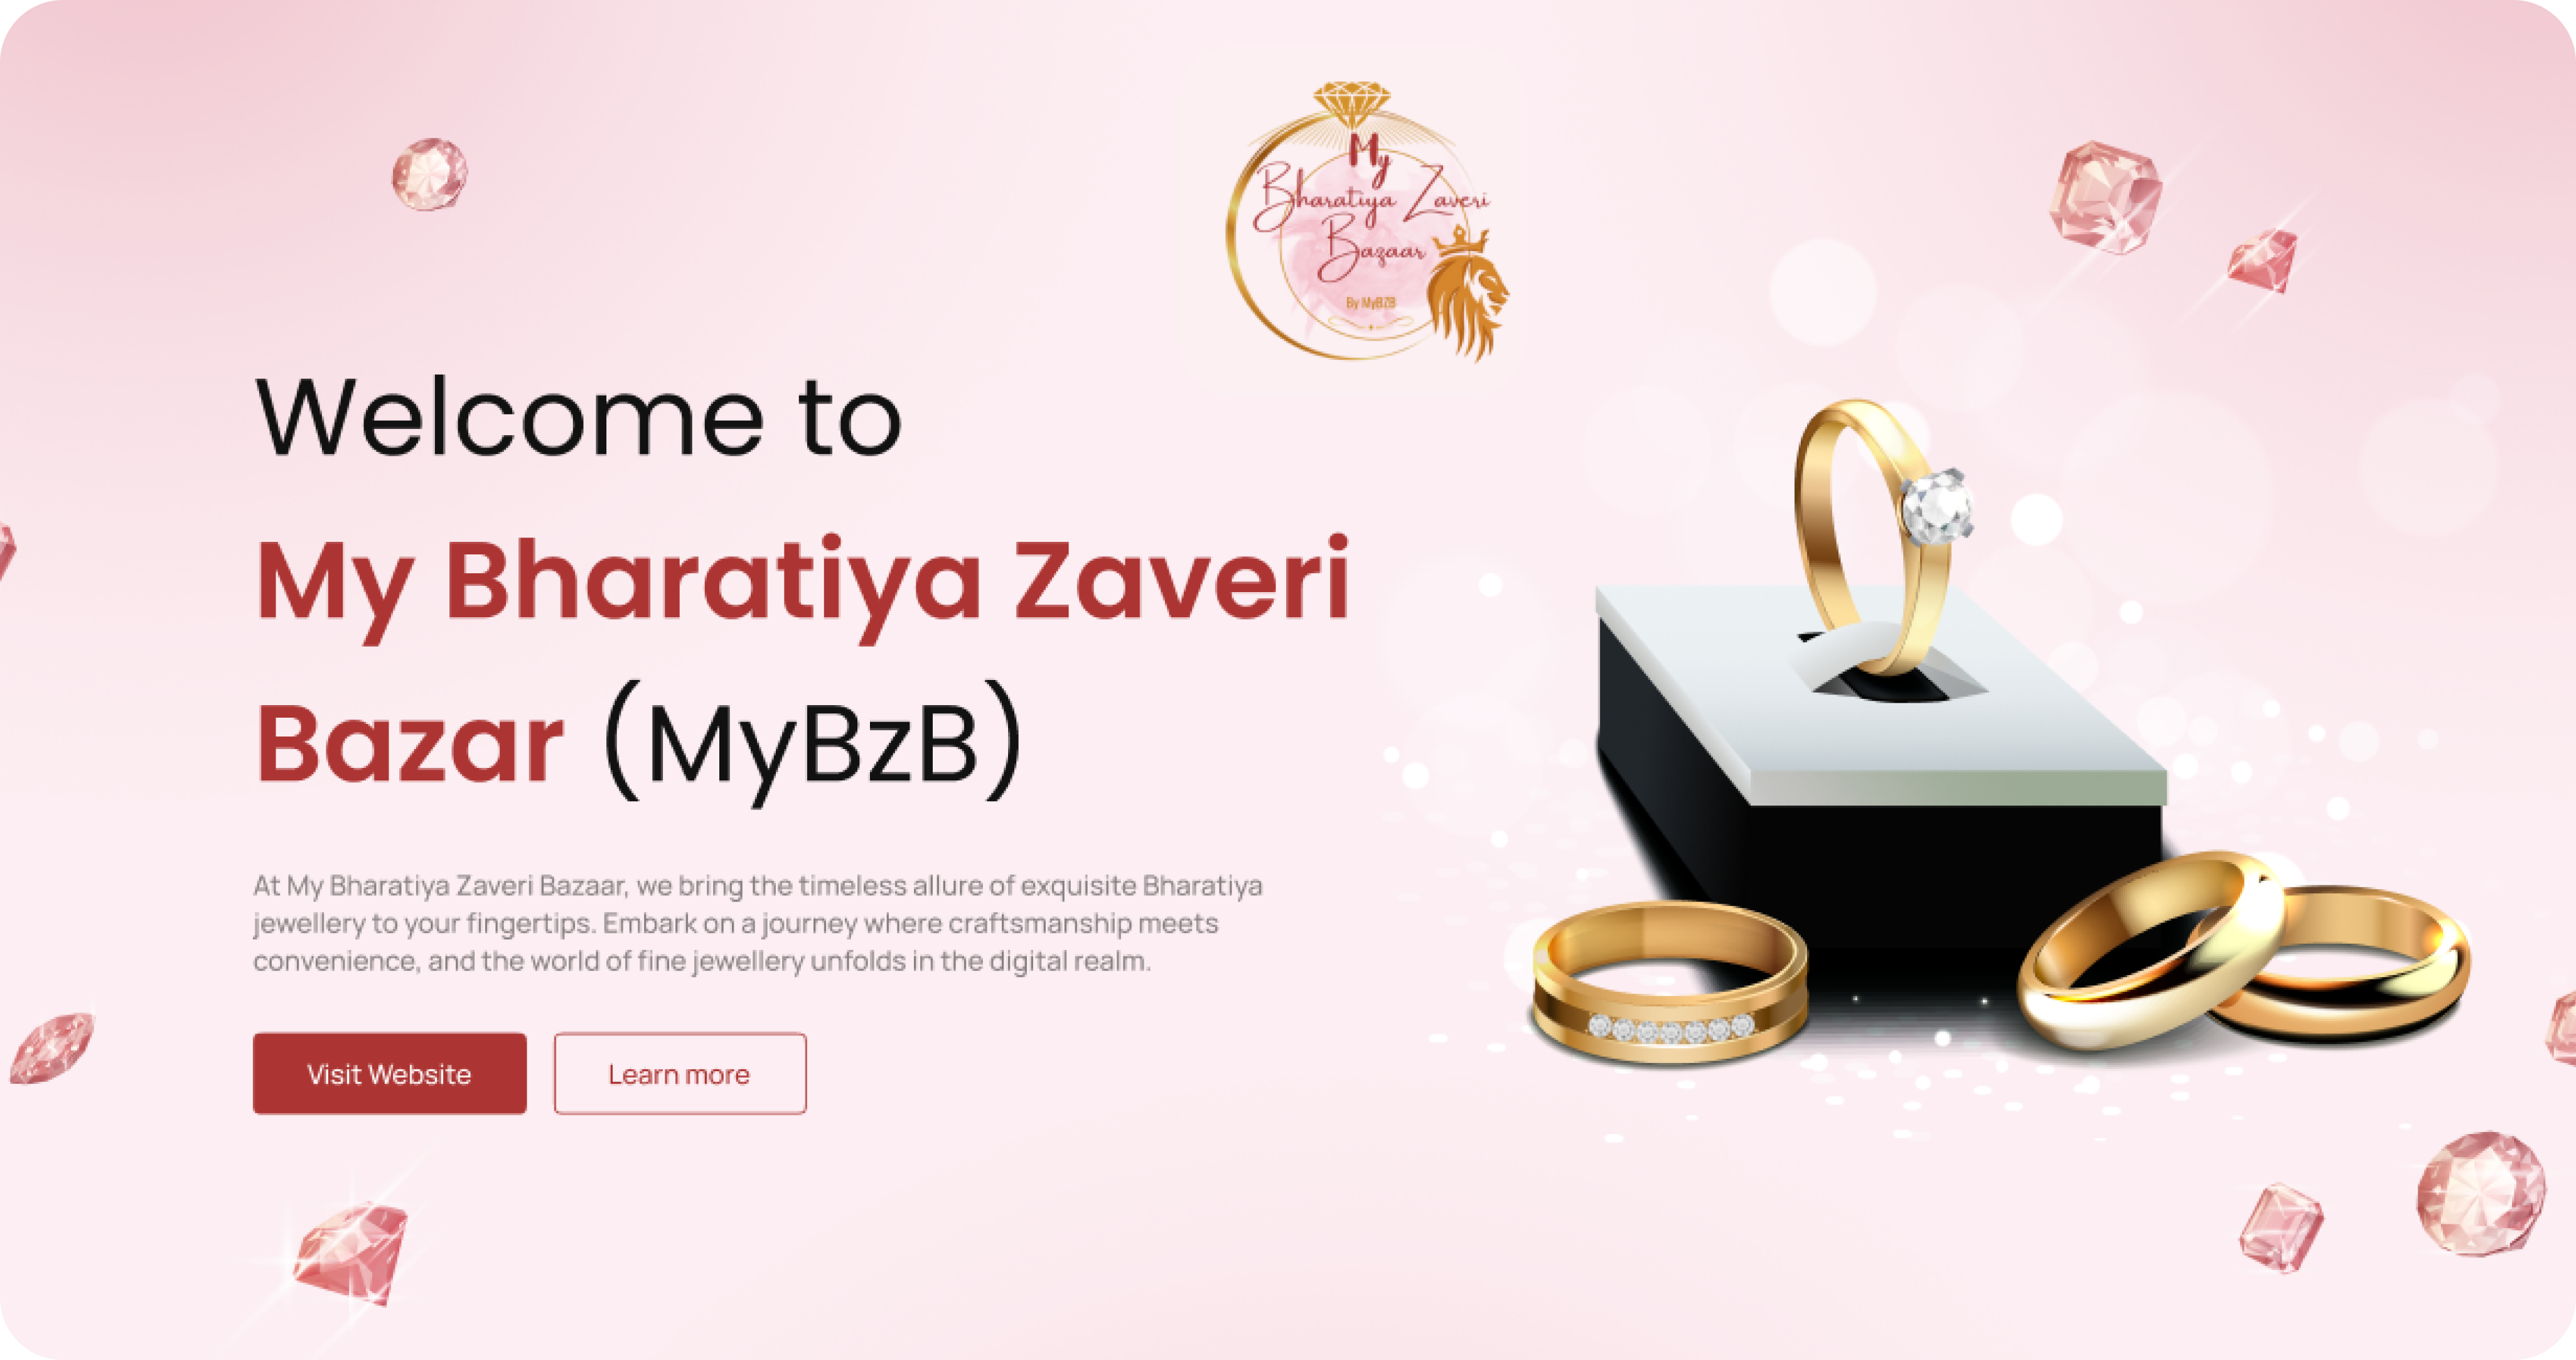 My
Bharatiya Zaveri
Bazaar
By MyBZB
Welcome to
My Bharatiya Zaveri
Bazar (MyBzB)
At My Bharatiya Zaveri Bazaar, we bring the timeless allure of exquisite Bharatiya
jewellery to your fingertips. Embark on a journey where craftsmanship meets
convenience, and the world of fine jewellery unfolds in the digital realm.
Visit Website
Learn more